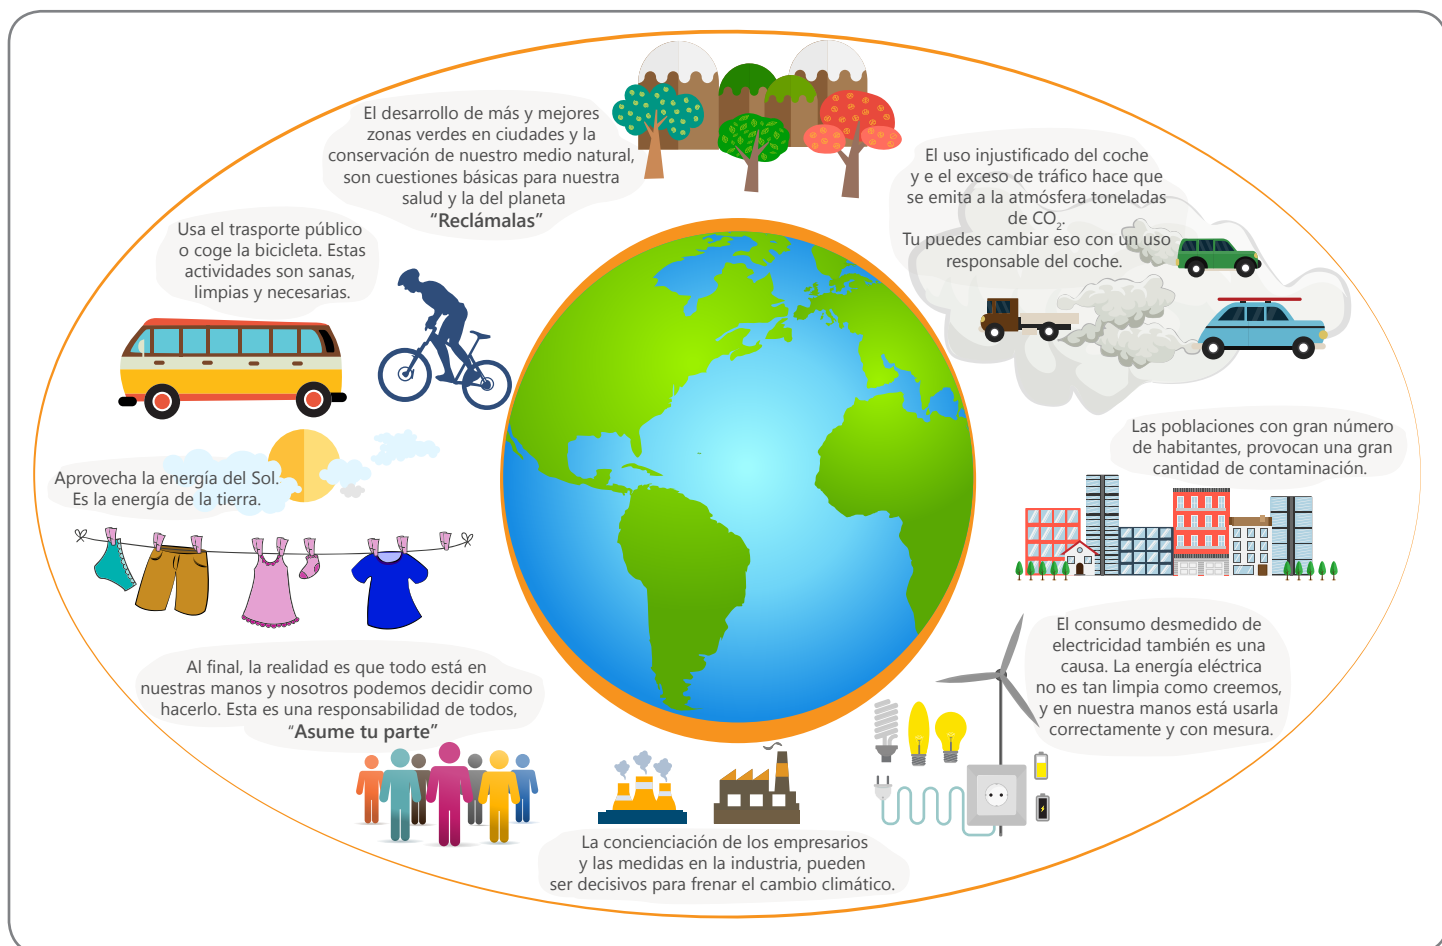 El desarrollo de más y mejores
zonas verdes en ciudades y la
conservación de nuestro medio natural,
son cuestiones básicas para nuestra
salud y la del planeta
“Reclámalas”
El uso injustificado del coche
y e el exceso de tráfico hace que
se emita a la atmósfera toneladas
de CO₂.
Tu puedes cambiar eso con un uso
responsable del coche.
Usa el trasporte público
o coge la bicicleta. Estas
actividades son sanas,
limpias y necesarias.
Las poblaciones con gran número
de habitantes, provocan una gran
cantidad de contaminación.
Aprovecha la energía del Sol.
Es la energía de la tierra.
El consumo desmedido de
electricidad también es una
causa. La energía eléctrica
no es tan limpia como creemos,
y en nuestra manos está usarla
correctamente y con mesura.
Al final, la realidad es que todo está en
nuestras manos y nosotros podemos decidir como
hacerlo. Esta es una responsabilidad de todos,
“Asume tu parte”
La concienciación de los empresarios
y las medidas en la industria, pueden
ser decisivos para frenar el cambio climático.